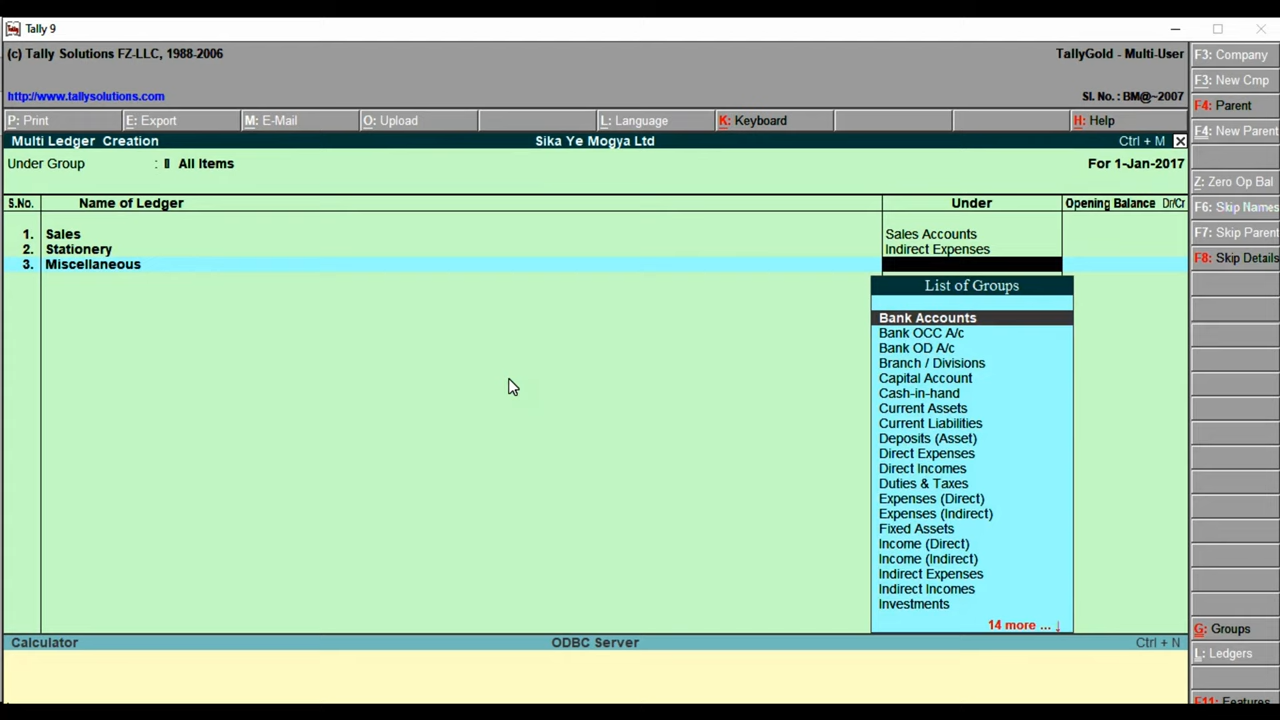 Tally 9
(c) Tally Solutions FZ-LLC, 1988-2006
TallyGold - Multi-User
http://www.tallysolutions.com
Sl. No. : BM@~2007
P: Print
E: Export
M: E-Mail
O: Upload
L: Language
K: Keyboard
H: Help
Multi Ledger Creation
Sika Ye Mogya Ltd
Ctrl + M
Under Group : All Items
For 1-Jan-2017
S.No. Name of Ledger Under Opening Balance Dr/Cr
1. Sales Sales Accounts
2. Stationery Indirect Expenses
3. Miscellaneous
List of Groups
Bank Accounts
Bank OCC A/c
Bank OD A/c
Branch / Divisions
Capital Account
Cash-in-hand
Current Assets
Current Liabilities
Deposits (Asset)
Direct Expenses
Direct Incomes
Duties & Taxes
Expenses (Direct)
Expenses (Indirect)
Fixed Assets
Income (Direct)
Income (Indirect)
Indirect Expenses
Indirect Incomes
Investments
14 more ... ↓
Calculator
ODBC Server
Ctrl + N
F3: Company
F3: New Cmp
F4: Parent
F4: New Parent
Z: Zero Op Bal
F6: Skip Names
F7: Skip Parent
F8: Skip Details
G: Groups
L: Ledgers
F11: Features